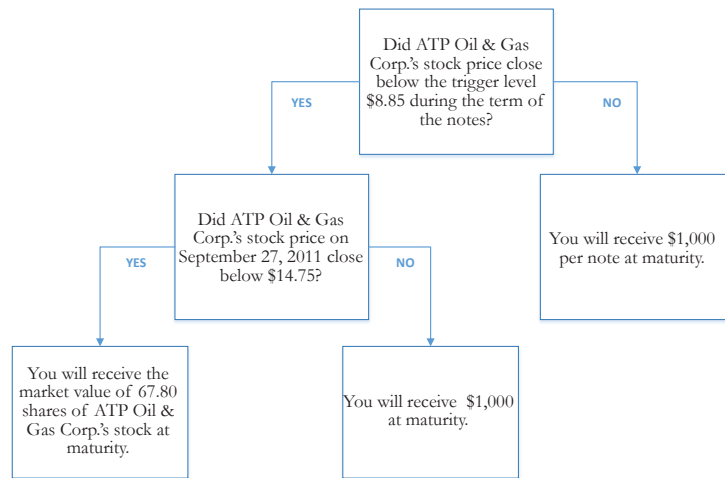 Did ATP Oil & Gas
Corp.'s stock price close
below the trigger level
$8.85 during the term of
the notes?
YES
NO
Did ATP Oil & Gas
Corp.'s stock price on
September 27, 2011 close
below $14.75?
You will receive $1,000
per note at maturity.
YES
NO
You will receive the
market value of 67.80
shares of ATP Oil &
Gas Corp.'s stock at
maturity.
You will receive $1,000
at maturity.